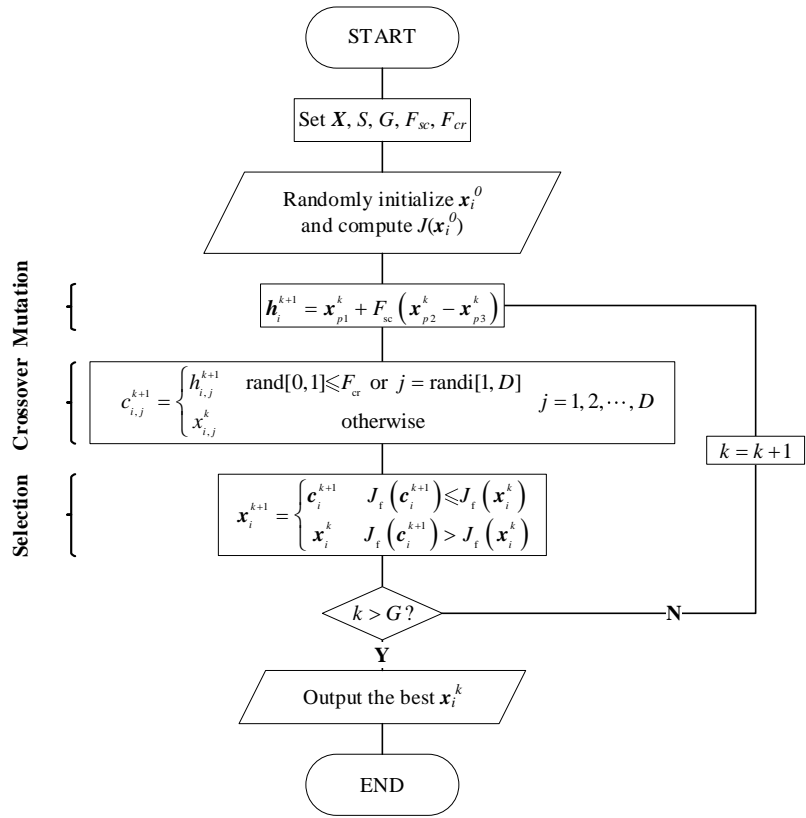 START
Set X, S, G, F_sc, F_cr
Randomly initialize x_i^0
and compute J(x_i^0)
Mutation
h_i^{k+1} = x_{p1}^k + F_sc (x_{p2}^k − x_{p3}^k)
Crossover
c_{i,j}^{k+1} = { h_{i,j}^{k+1} rand[0,1]⩽F_cr or j = randi[1, D]
x_{i,j}^k otherwise
j = 1, 2, ⋯, D
k = k+1
Selection
x_i^{k+1} = { c_i^{k+1} J_f (c_i^{k+1}) ⩽ J_f (x_i^k)
x_i^k J_f (c_i^{k+1}) > J_f (x_i^k)
k > G ?
N
Y
Output the best x_i^k
END